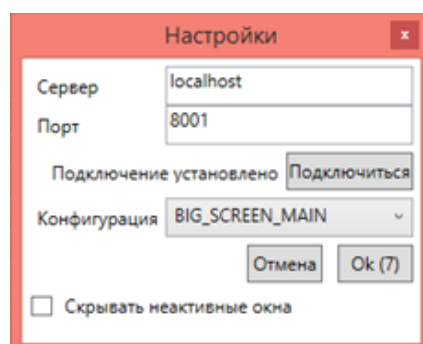 Настройки x
Сервер localhost
Порт 8001
Подключение установлено Подключиться
Конфигурация BIG_SCREEN_MAIN
Отмена Ok (7)
Скрывать неактивные окна